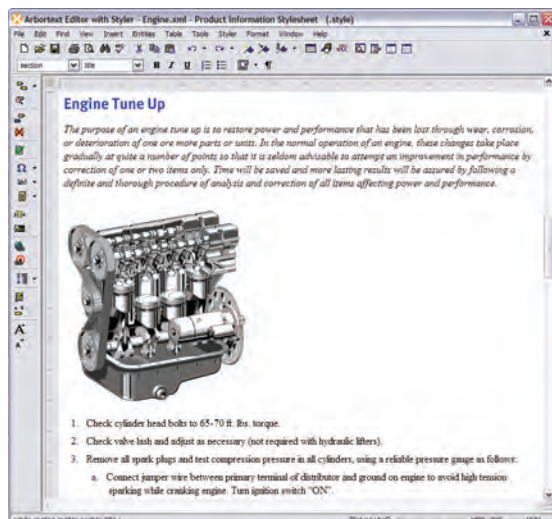 Arbortext Editor with Styler - Engine.xml - Product Information Stylesheet (.style)
File Edit Find View Insert Entities Table Tools Styler Format Window Help
section title B I U
Engine Tune Up
The purpose of an engine tune up is to restore power and performance that has been lost through wear, corrosion,
or deterioration of one ore more parts or units. In the normal operation of an engine, these changes take place
gradually at quite a number of points so that it is seldom advisable to attempt an improvement in performance by
correction of one or two items only. Time will be saved and more lasting results will be assured by following a
definite and thorough procedure of analysis and correction of all items affecting power and performance.
1. Check cylinder head bolts to 65-70 ft. lbs. torque.
2. Check valve lash and adjust as necessary (not required with hydraulic lifters).
3. Remove all spark plugs and test compression pressure in all cylinders, using a reliable pressure gauge as follows:
a. Connect jumper wire between primary terminal of distributor and ground on engine to avoid high tension
sparking while cranking engine. Turn ignition switch "ON".